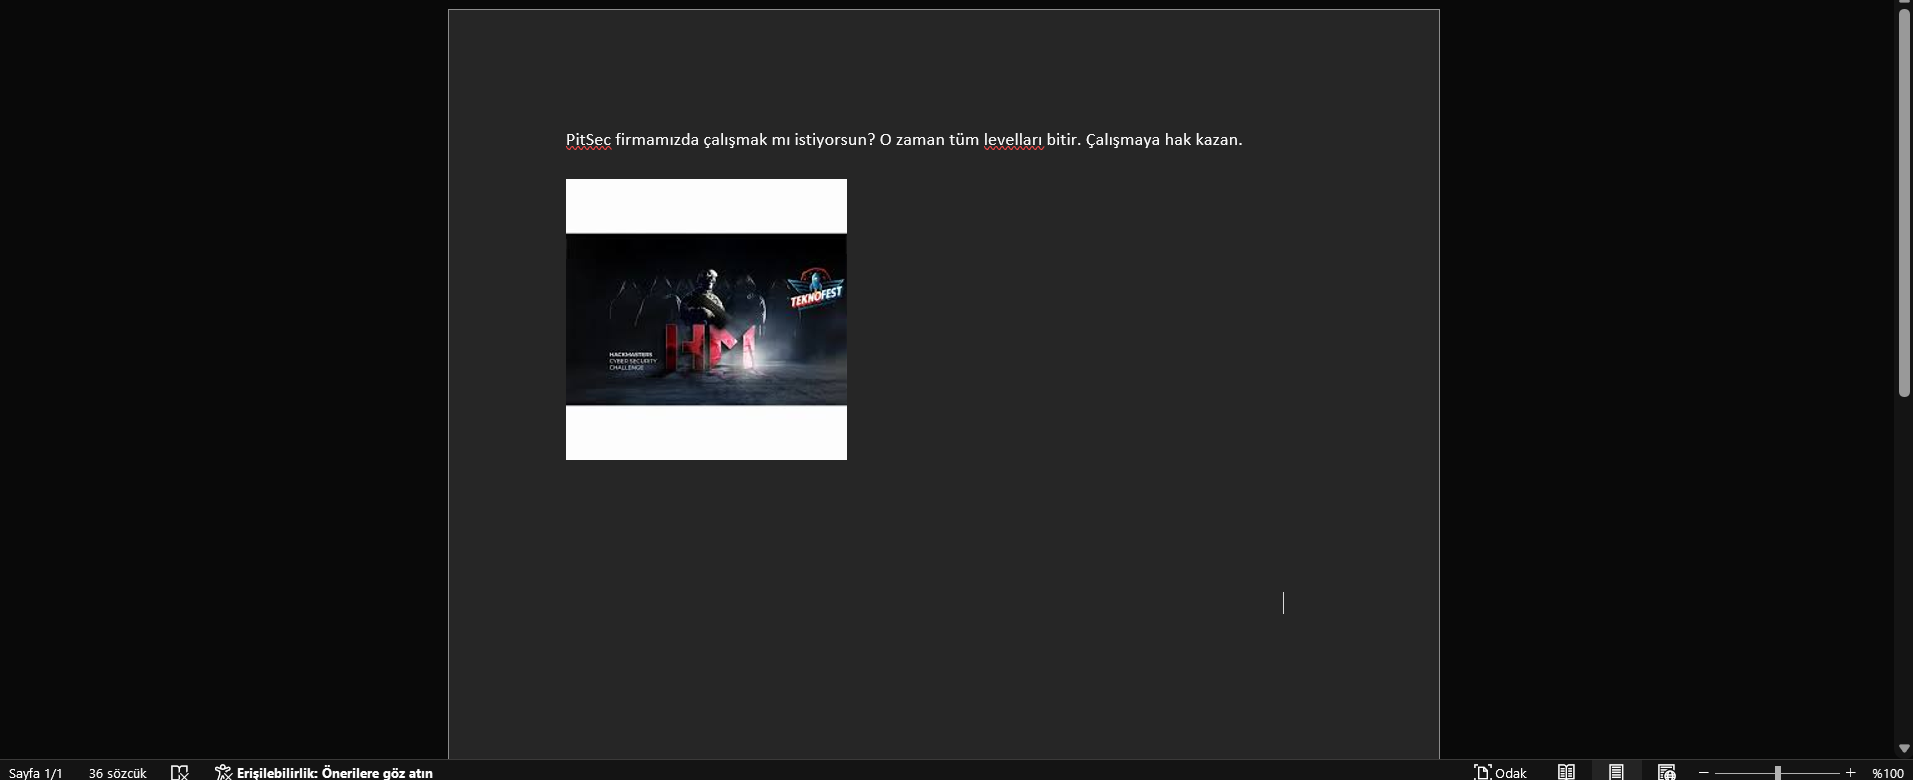 PitSec firmamızda çalışmak mı istiyorsun? O zaman tüm levelları bitir. Çalışmaya hak kazan.
TEKNOFEST
HM
HACKMASTERS
CYBER SECURITY
CHALLENGE
Sayfa 1/1 36 sözcük Erişilebilirlik: Önerilere göz atın Odak %100